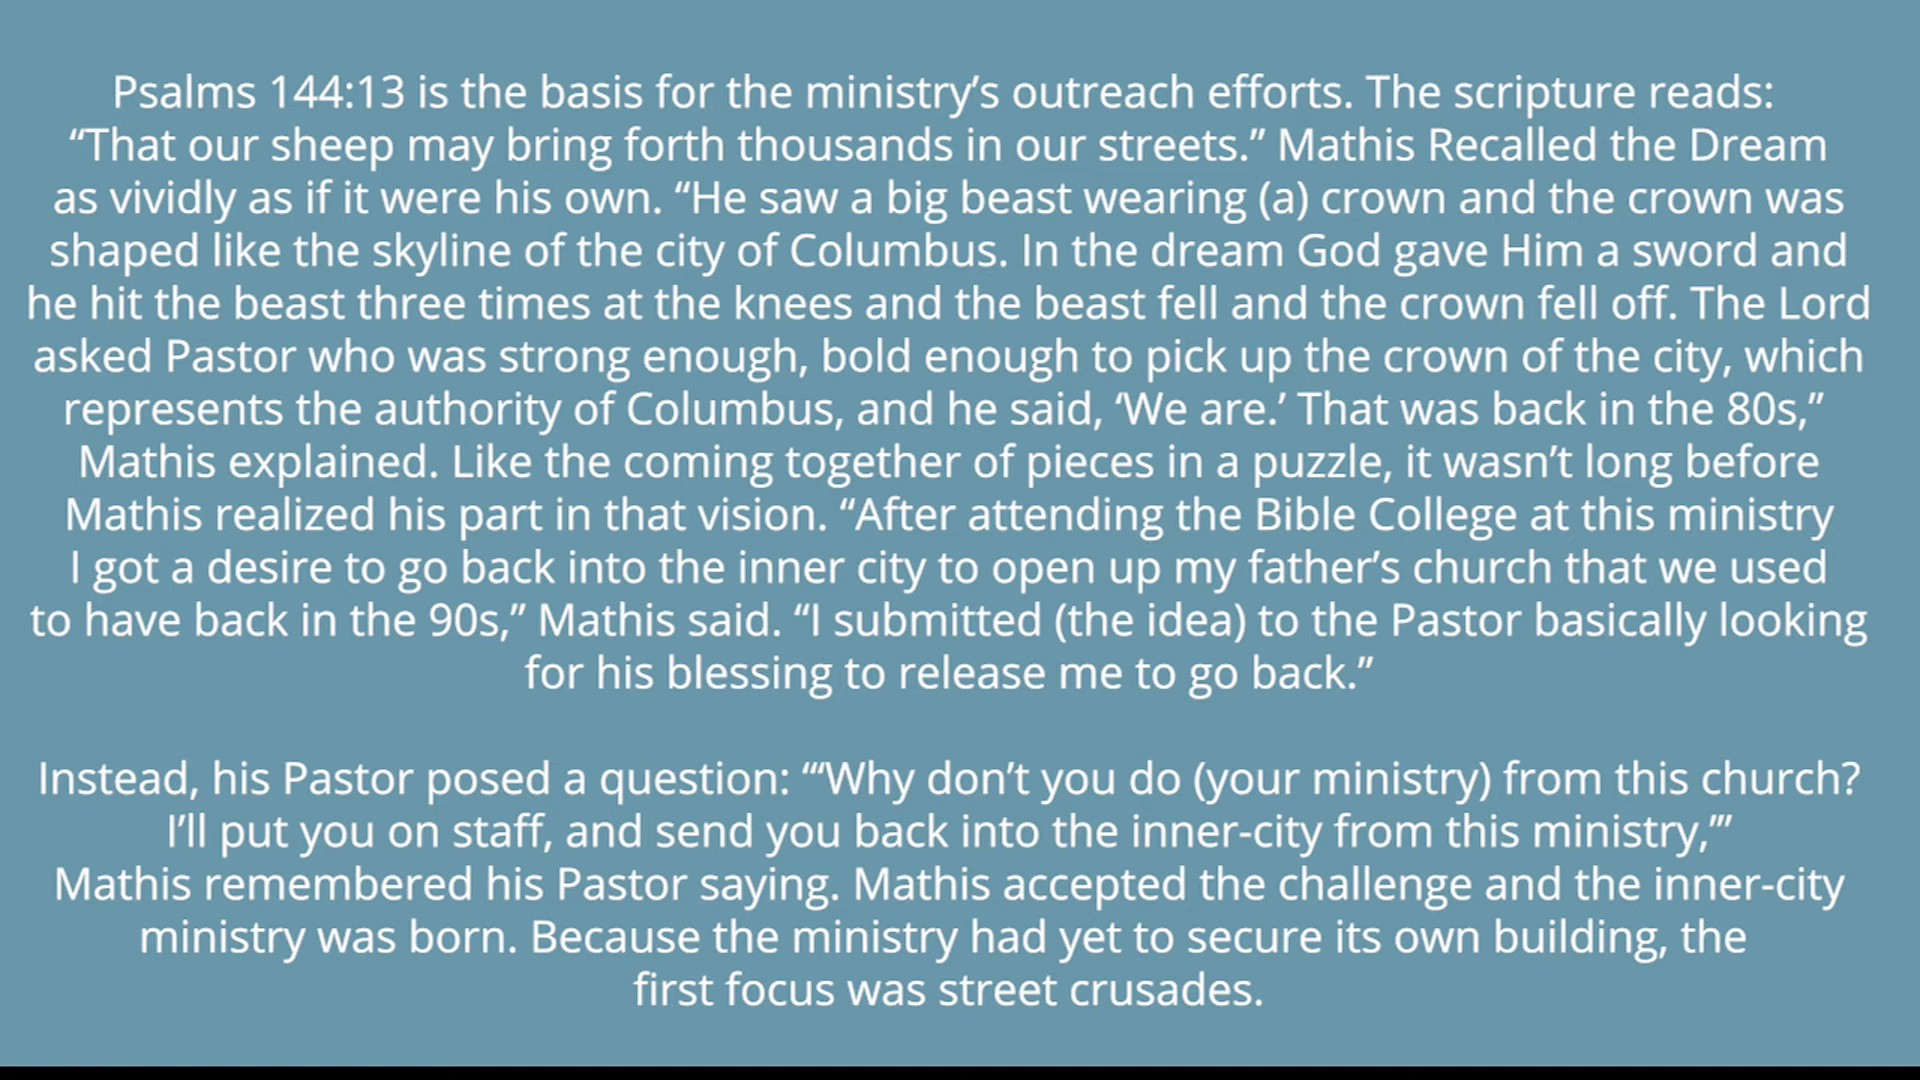 Psalms 144:13 is the basis for the ministry’s outreach efforts. The scripture reads:
“That our sheep may bring forth thousands in our streets.” Mathis Recalled the Dream
as vividly as if it were his own. “He saw a big beast wearing (a) crown and the crown was
shaped like the skyline of the city of Columbus. In the dream God gave Him a sword and
he hit the beast three times at the knees and the beast fell and the crown fell off. The Lord
asked Pastor who was strong enough, bold enough to pick up the crown of the city, which
represents the authority of Columbus, and he said, ‘We are.’ That was back in the 80s,”
Mathis explained. Like the coming together of pieces in a puzzle, it wasn’t long before
Mathis realized his part in that vision. “After attending the Bible College at this ministry
I got a desire to go back into the inner city to open up my father’s church that we used
to have back in the 90s,” Mathis said. “I submitted (the idea) to the Pastor basically looking
for his blessing to release me to go back.”
Instead, his Pastor posed a question: “‘Why don’t you do (your ministry) from this church?
I’ll put you on staff, and send you back into the inner-city from this ministry,’”
Mathis remembered his Pastor saying. Mathis accepted the challenge and the inner-city
ministry was born. Because the ministry had yet to secure its own building, the
first focus was street crusades.